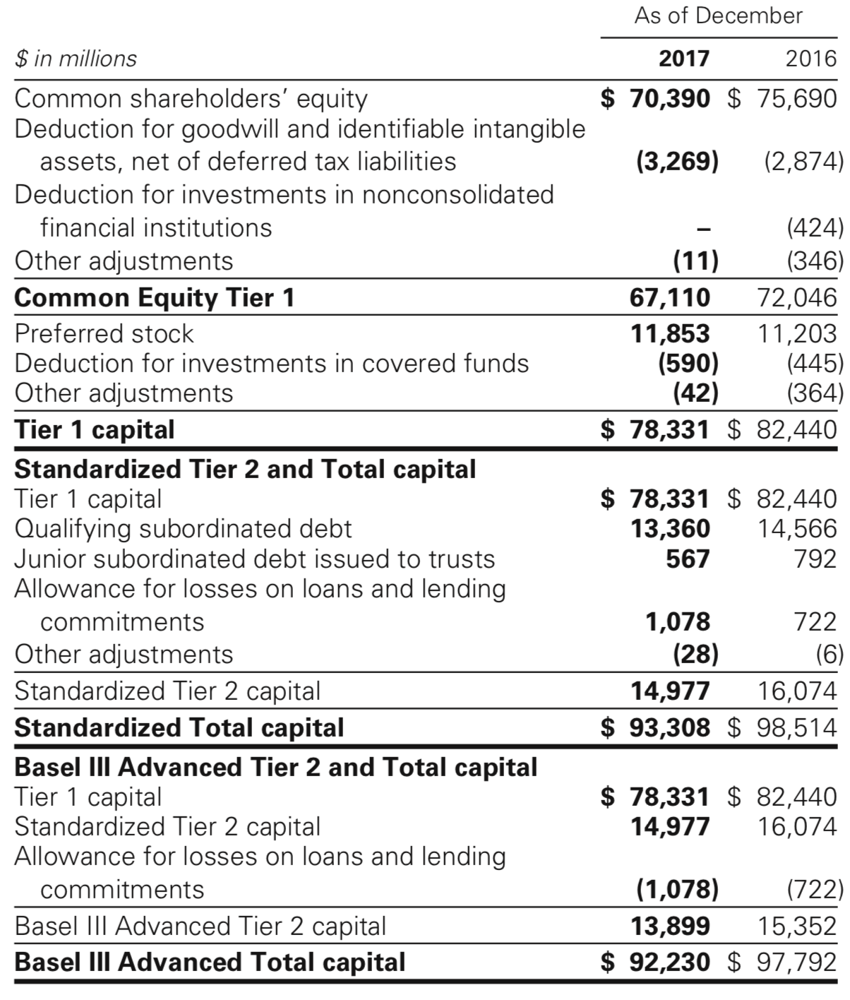 As of December
$ in millions 2017 2016
Common shareholders’ equity $ 70,390 $ 75,690
Deduction for goodwill and identifiable intangible
assets, net of deferred tax liabilities (3,269) (2,874)
Deduction for investments in nonconsolidated
financial institutions – (424)
Other adjustments (11) (346)
Common Equity Tier 1 67,110 72,046
Preferred stock 11,853 11,203
Deduction for investments in covered funds (590) (445)
Other adjustments (42) (364)
Tier 1 capital $ 78,331 $ 82,440
Standardized Tier 2 and Total capital
Tier 1 capital $ 78,331 $ 82,440
Qualifying subordinated debt 13,360 14,566
Junior subordinated debt issued to trusts 567 792
Allowance for losses on loans and lending
commitments 1,078 722
Other adjustments (28) (6)
Standardized Tier 2 capital 14,977 16,074
Standardized Total capital $ 93,308 $ 98,514
Basel III Advanced Tier 2 and Total capital
Tier 1 capital $ 78,331 $ 82,440
Standardized Tier 2 capital 14,977 16,074
Allowance for losses on loans and lending
commitments (1,078) (722)
Basel III Advanced Tier 2 capital 13,899 15,352
Basel III Advanced Total capital $ 92,230 $ 97,792